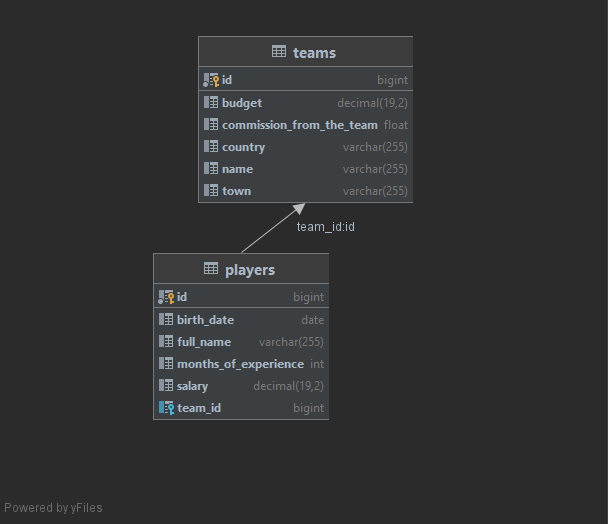 teams
id bigint
budget decimal(19,2)
commission_from_the_team float
country varchar(255)
name varchar(255)
town varchar(255)
team_id:id
players
id bigint
birth_date date
full_name varchar(255)
months_of_experience int
salary decimal(19,2)
team_id bigint
Powered by yFiles